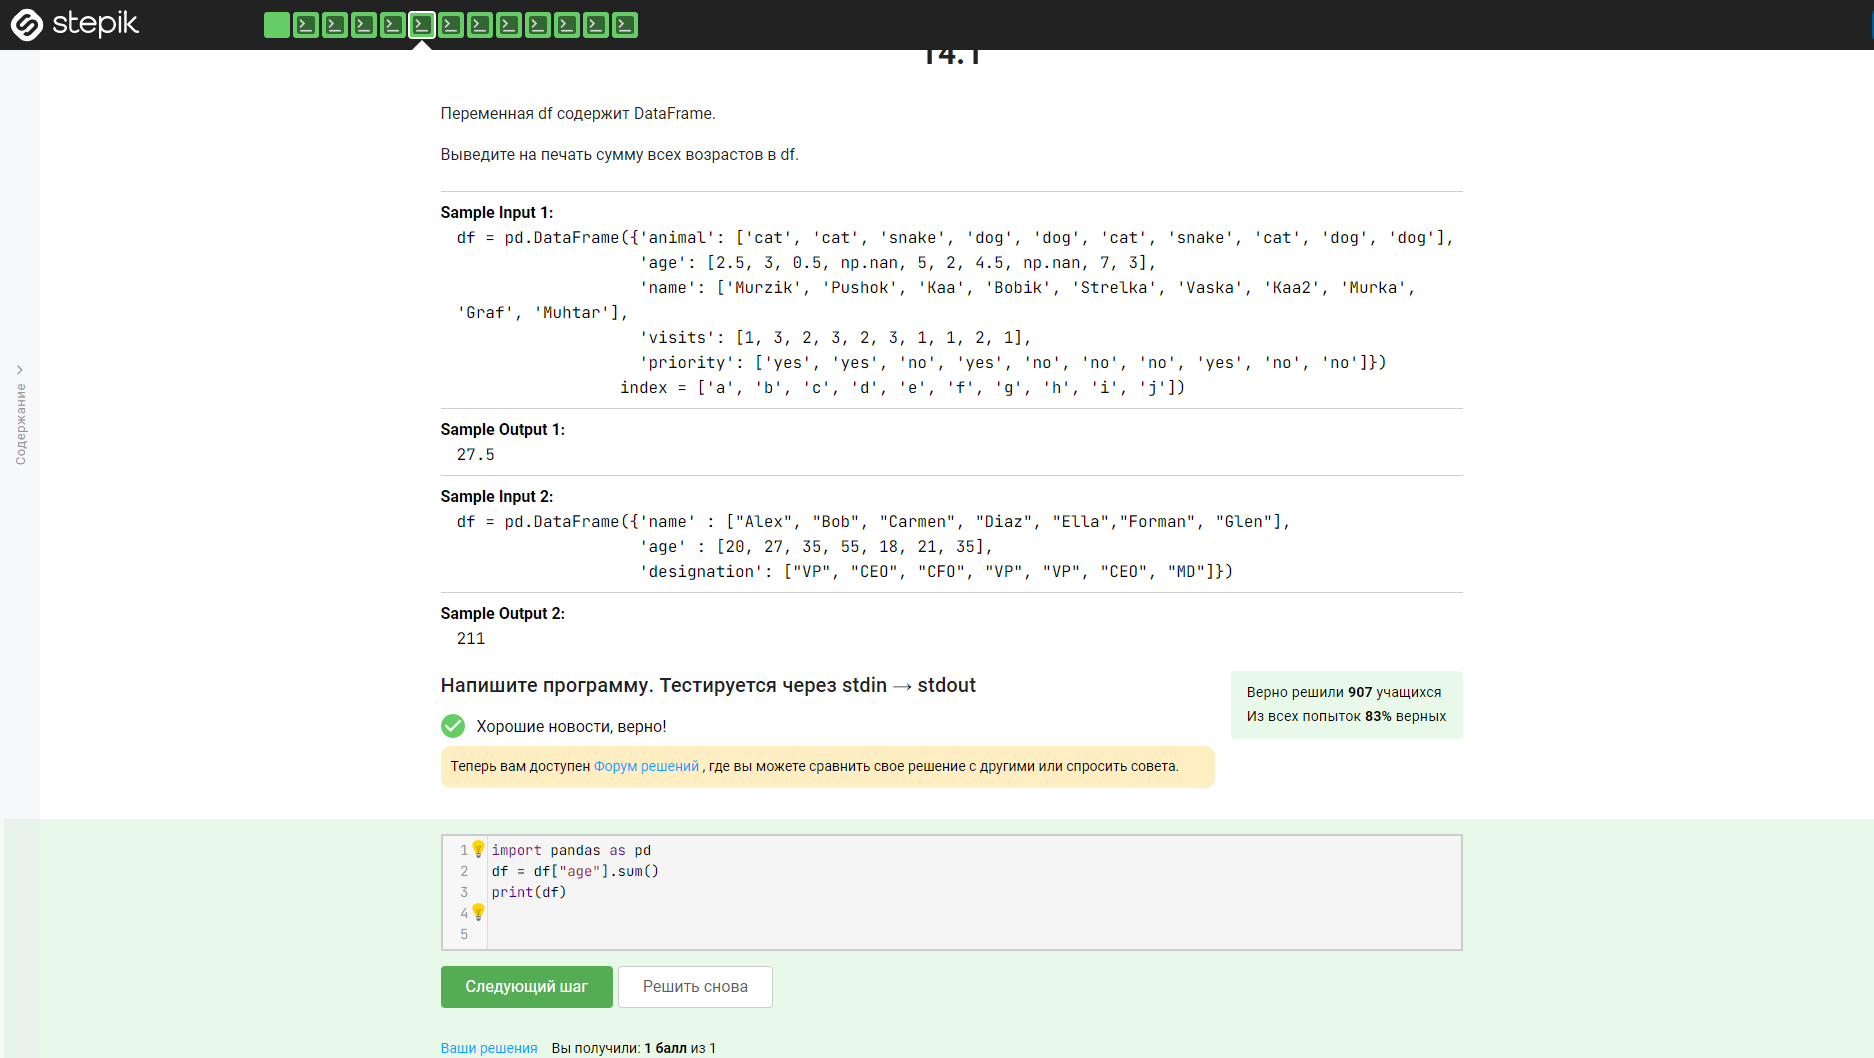 stepik
14.1
Содержание
Переменная df содержит DataFrame.
Выведите на печать сумму всех возрастов в df.
Sample Input 1:
df = pd.DataFrame({'animal': ['cat', 'cat', 'snake', 'dog', 'dog', 'cat', 'snake', 'cat', 'dog', 'dog'],
'age': [2.5, 3, 0.5, np.nan, 5, 2, 4.5, np.nan, 7, 3],
'name': ['Murzik', 'Pushok', 'Kaa', 'Bobik', 'Strelka', 'Vaska', 'Kaa2', 'Murka',
'Graf', 'Muhtar'],
'visits': [1, 3, 2, 3, 2, 3, 1, 1, 2, 1],
'priority': ['yes', 'yes', 'no', 'yes', 'no', 'no', 'no', 'yes', 'no', 'no']})
index = ['a', 'b', 'c', 'd', 'e', 'f', 'g', 'h', 'i', 'j'])
Sample Output 1:
27.5
Sample Input 2:
df = pd.DataFrame({'name' : ["Alex", "Bob", "Carmen", "Diaz", "Ella","Forman", "Glen"],
'age' : [20, 27, 35, 55, 18, 21, 35],
'designation': ["VP", "CEO", "CFO", "VP", "VP", "CEO", "MD"]})
Sample Output 2:
211
Напишите программу. Тестируется через stdin → stdout
Верно решили 907 учащихся
Из всех попыток 83% верных
Хорошие новости, верно!
Теперь вам доступен Форум решений , где вы можете сравнить свое решение с другими или спросить совета.
1 import pandas as pd
2 df = df["age"].sum()
3 print(df)
4
5
Следующий шаг
Решить снова
Ваши решения Вы получили: 1 балл из 1